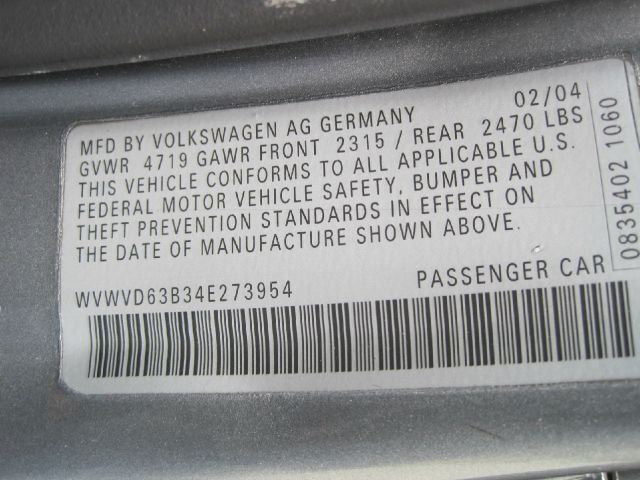 02/04
MFD BY VOLKSWAGEN AG GERMANY
GVWR 4719 GAWR FRONT 2315 / REAR 2470 LBS
THIS VEHICLE CONFORMS TO ALL APPLICABLE U.S.
FEDERAL MOTOR VEHICLE SAFETY, BUMPER AND
THEFT PREVENTION STANDARDS IN EFFECT ON
THE DATE OF MANUFACTURE SHOWN ABOVE.
WVWVD63B34E273954 PASSENGER CAR
0835402 1060